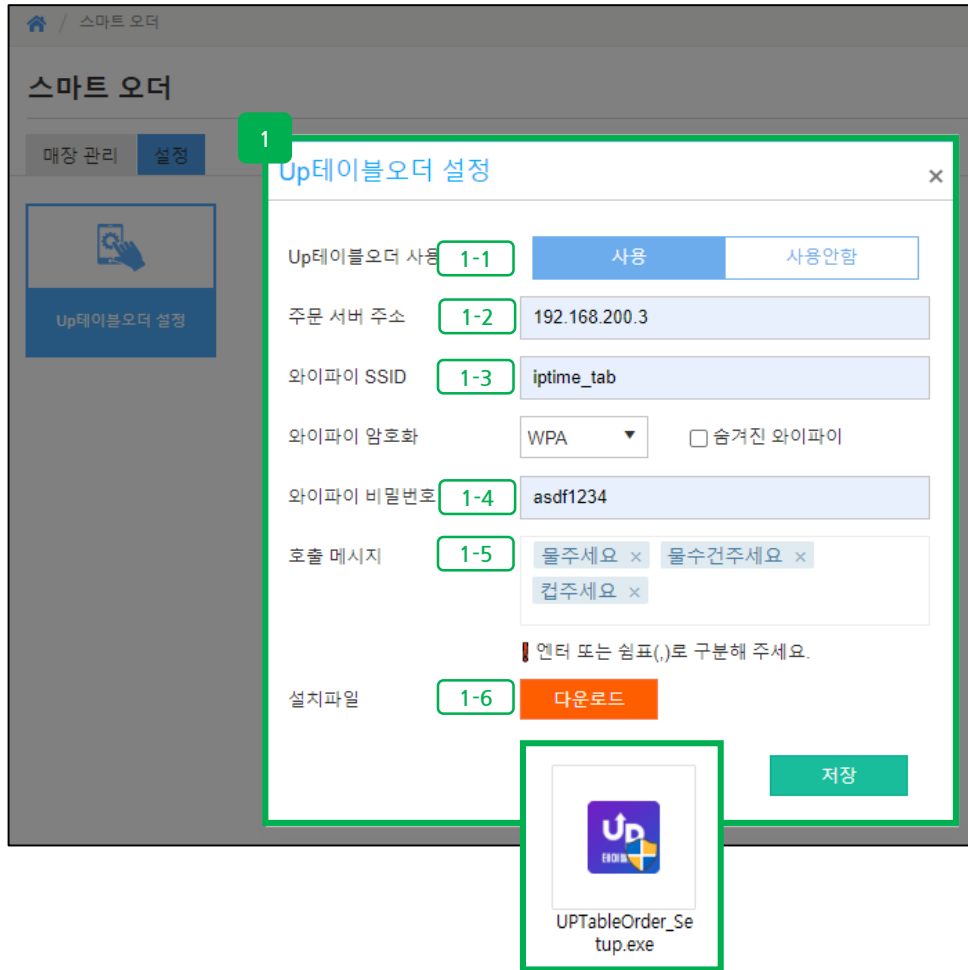 / 스마트 오더
스마트 오더
매장 관리 설정
1
Up테이블오더 설정 ×
Up테이블오더 설정
Up테이블오더 사용 1-1 사용 사용안함
주문 서버 주소 1-2 192.168.200.3
와이파이 SSID 1-3 iptime_tab
와이파이 암호화 WPA ▼ 숨겨진 와이파이
와이파이 비밀번호 1-4 asdf1234
호출 메시지 1-5 물주세요 × 물수건주세요 ×
컵주세요 ×
엔터 또는 쉼표(,)로 구분해 주세요.
설치파일 1-6 다운로드
저장
UP
UPTableOrder_Se
tup.exe